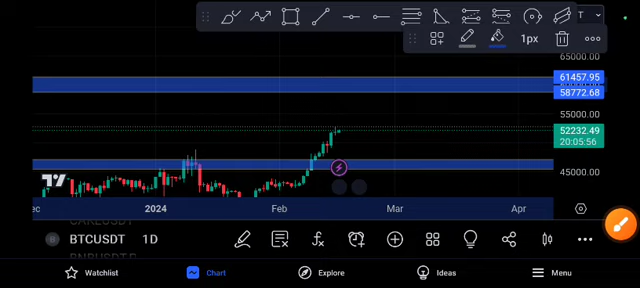 T
1px
65000.00
61457.95
58772.68
55000.00
52232.49
20:05:56
45000.00
ec 2024 Feb Mar Apr
BTCUSDT 1D
Watchlist Chart Explore Ideas Menu